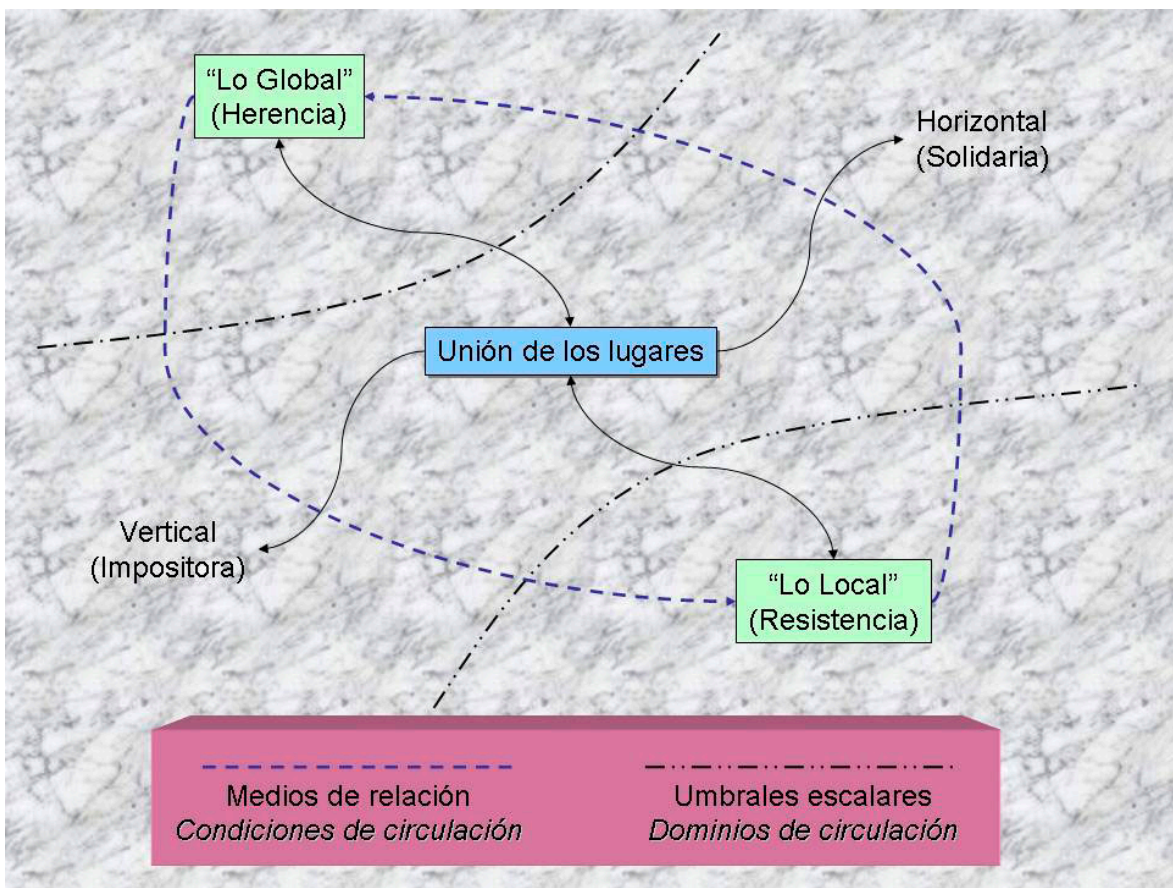 “Lo Global”
(Herencia)
Horizontal
(Solidaria)
Unión de los lugares
Vertical
(Impositora)
“Lo Local”
(Resistencia)
Medios de relación
Condiciones de circulación
Umbrales escalares
Dominios de circulación